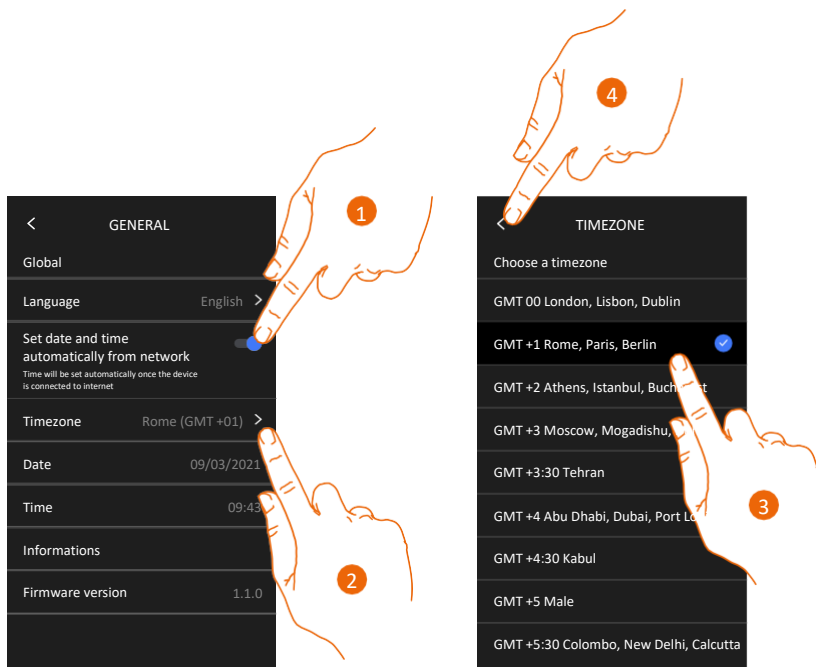 4
1
< GENERAL
Global
Language English >
Set date and time
automatically from network
Time will be set automatically once the device
is connected to internet
Timezone Rome (GMT +01) >
Date 09/03/2021
Time 09:43
Informations
Firmware version 1.1.0
2
< TIMEZONE
Choose a timezone
GMT 00 London, Lisbon, Dublin
GMT +1 Rome, Paris, Berlin
GMT +2 Athens, Istanbul,
GMT +3 Moscow, Mogadishu,
GMT +3:30 Tehran
GMT +4 Abu Dhabi, Dubai, Port
GMT +4:30 Kabul
GMT +5 Male
GMT +5:30 Colombo, New Delhi, Calcutta
3